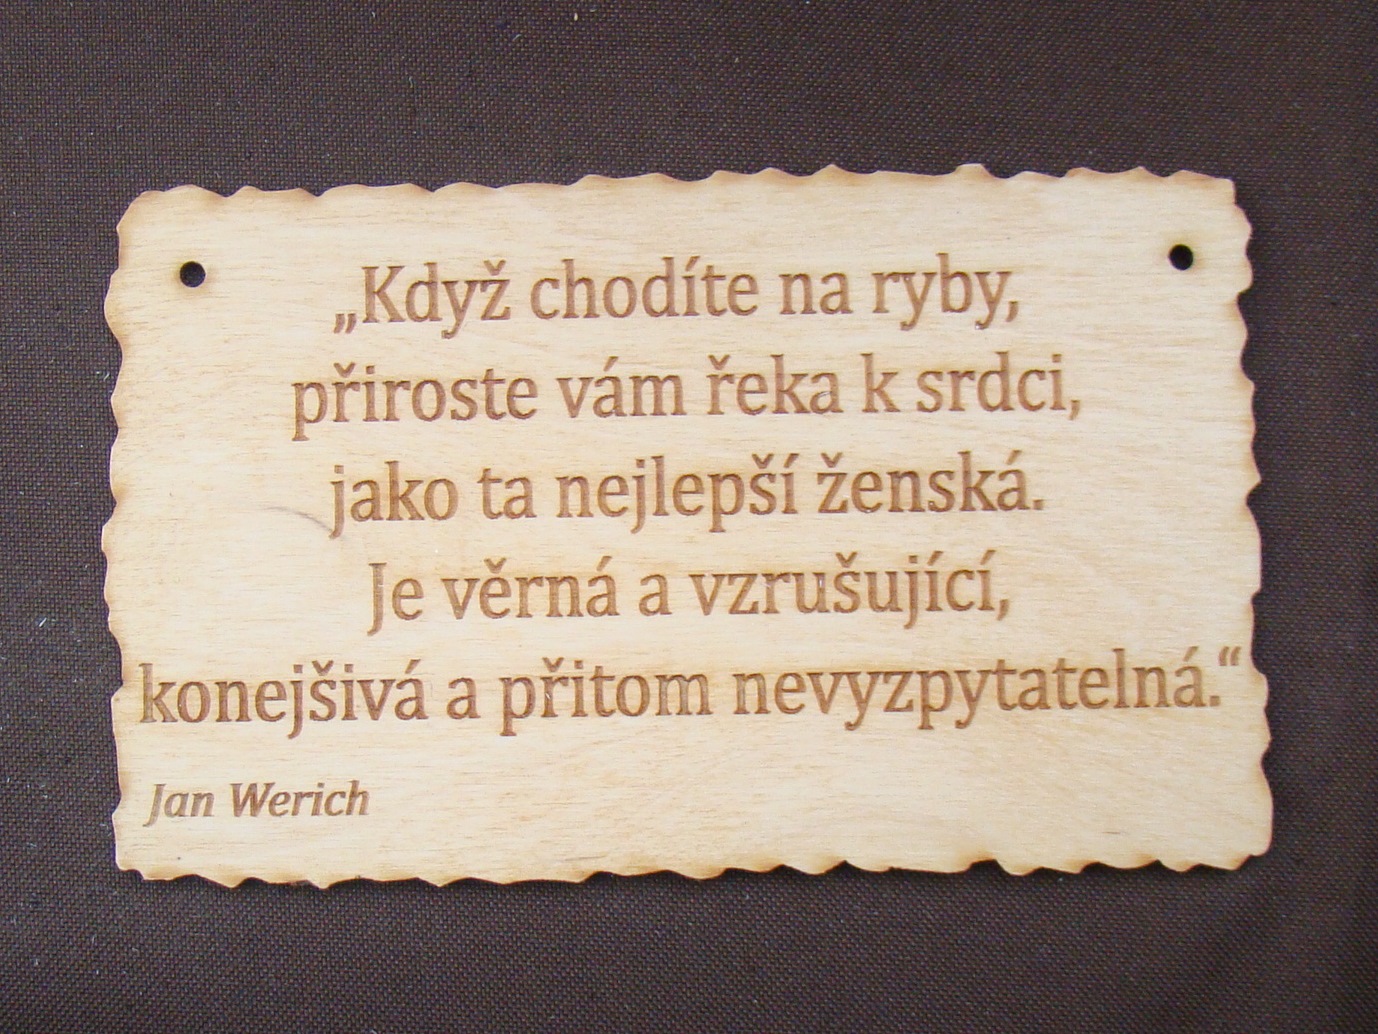 „Když chodíte na ryby,
přiroste vám řeka k srdci,
jako ta nejlepší ženská.
Je věrná a vzrušující,
konejšivá a přitom nevyzpytatelná.“
Jan Werich